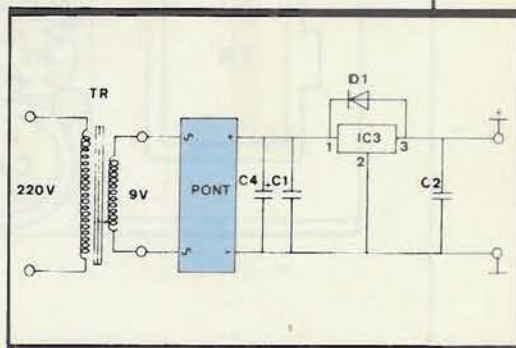 TR
220V
9V
PONT
+
-
C4
+
C1
D1
1
IC3
3
2
C2
+